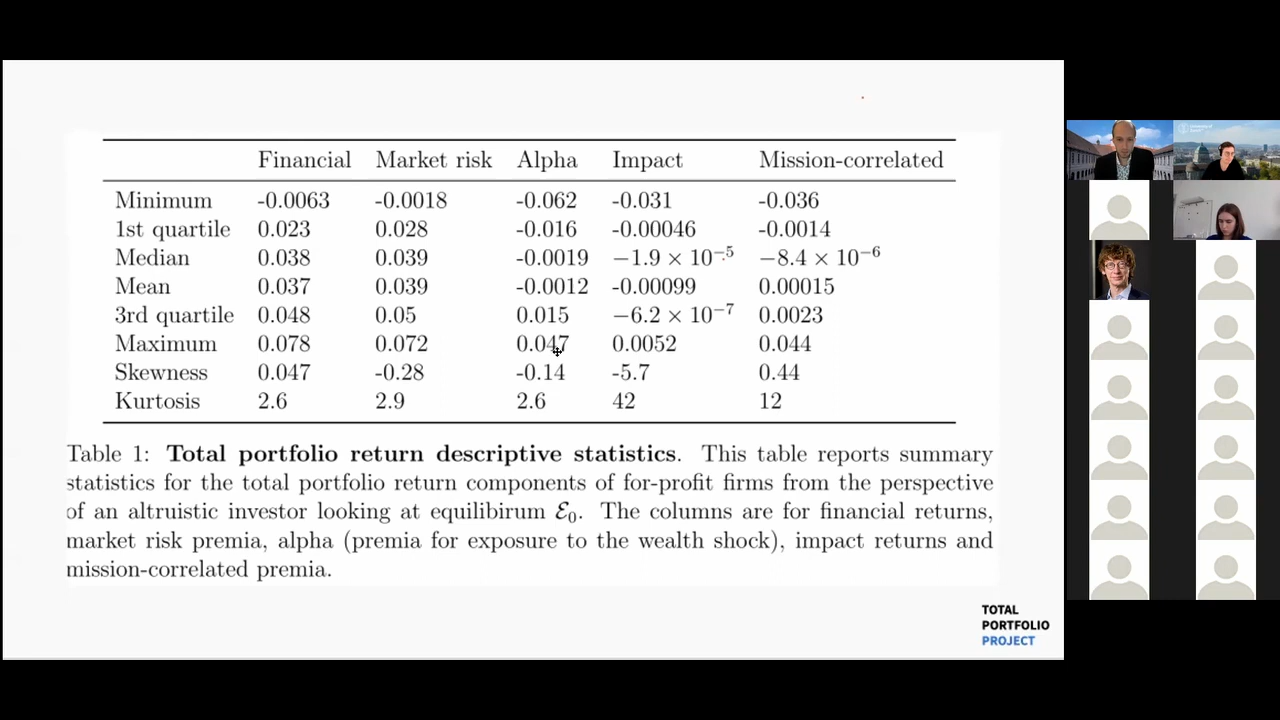 Financial Market risk Alpha Impact Mission-correlated
Minimum -0.0063 -0.0018 -0.062 -0.031 -0.036
1st quartile 0.023 0.028 -0.016 -0.00046 -0.0014
Median 0.038 0.039 -0.0019 −1.9 × 10⁻⁵ −8.4 × 10⁻⁶
Mean 0.037 0.039 -0.0012 -0.00099 0.00015
3rd quartile 0.048 0.05 0.015 −6.2 × 10⁻⁷ 0.0023
Maximum 0.078 0.072 0.047 0.0052 0.044
Skewness 0.047 -0.28 -0.14 -5.7 0.44
Kurtosis 2.6 2.9 2.6 42 12
Table 1: Total portfolio return descriptive statistics. This table reports summary
statistics for the total portfolio return components of for-profit firms from the perspective
of an altruistic investor looking at equilibirum ℰ₀. The columns are for financial returns,
market risk premia, alpha (premia for exposure to the wealth shock), impact returns and
mission-correlated premia.
TOTAL
PORTFOLIO
PROJECT